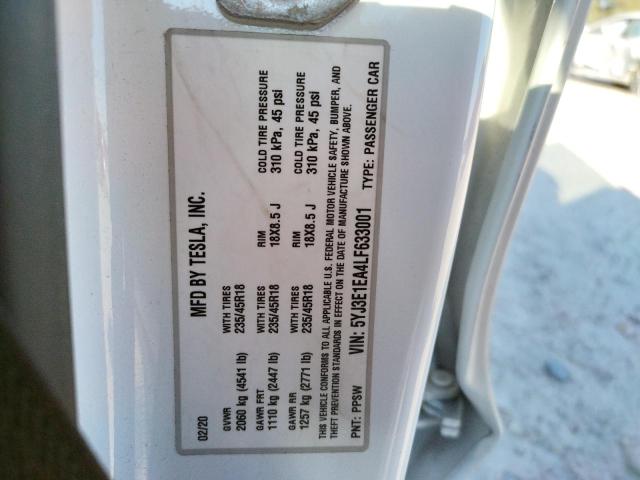 MFD BY TESLA, INC.
02/20
GVWR WITH TIRES
2060 kg (4541 lb) 235/45R18
GAWR FRT WITH TIRES RIM COLD TIRE PRESSURE
1110 kg (2447 lb) 235/45R18 18X8.5 J 310 kPa, 45 psi
GAWR RR WITH TIRES RIM COLD TIRE PRESSURE
1257 kg (2771 lb) 235/45R18 18X8.5 J 310 kPa, 45 psi
THIS VEHICLE CONFORMS TO ALL APPLICABLE U.S. FEDERAL MOTOR VEHICLE SAFETY, BUMPER, AND
THEFT PREVENTION STANDARDS IN EFFECT ON THE DATE OF MANUFACTURE SHOWN ABOVE.
PNT: PPSW VIN: 5YJ3E1EA4LF633001 TYPE: PASSENGER CAR